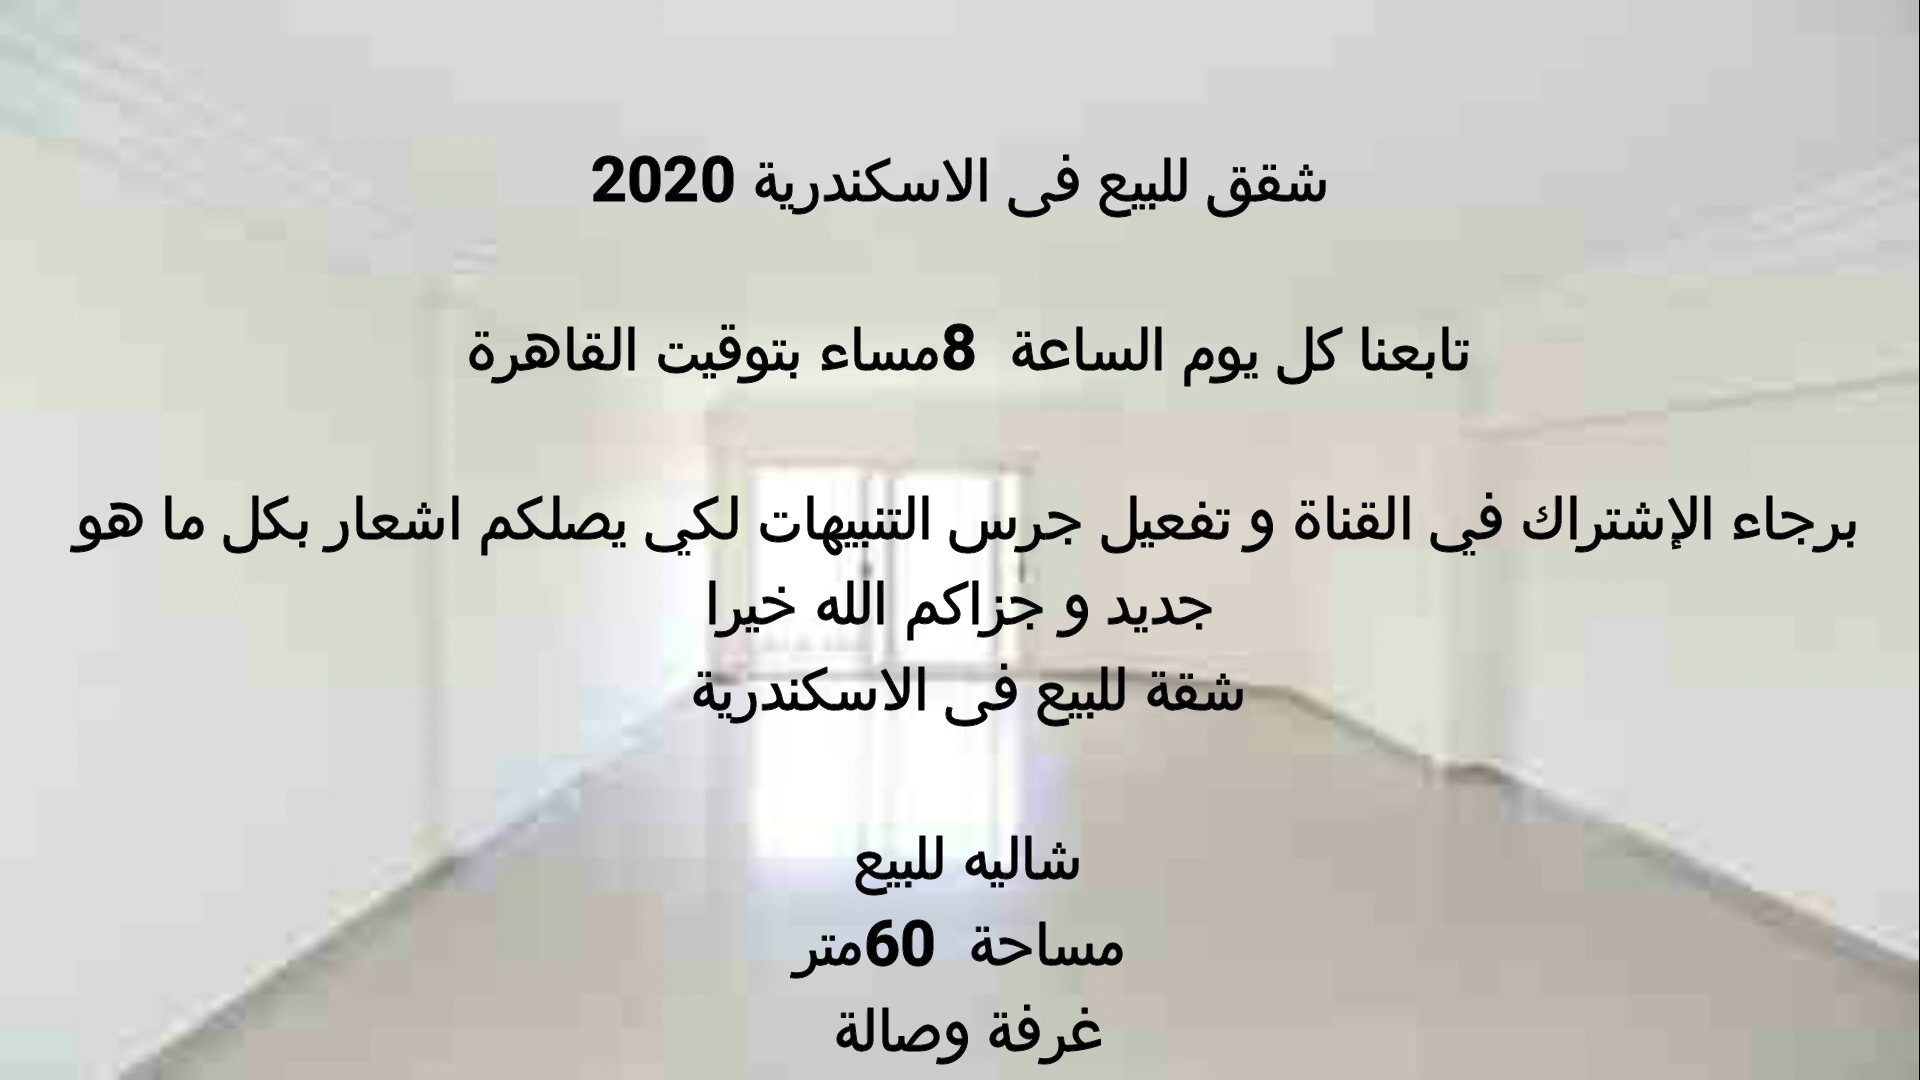 شقق للبيع فى الاسكندرية 2020
تابعنا كل يوم الساعة 8مساء بتوقيت القاهرة
برجاء الإشتراك في القناة و تفعيل جرس التنبيهات لكي يصلكم اشعار بكل ما هو
جديد و جزاكم الله خيرا
شقة للبيع فى الاسكندرية
شاليه للبيع
مساحة 60متر
غرفة وصالة